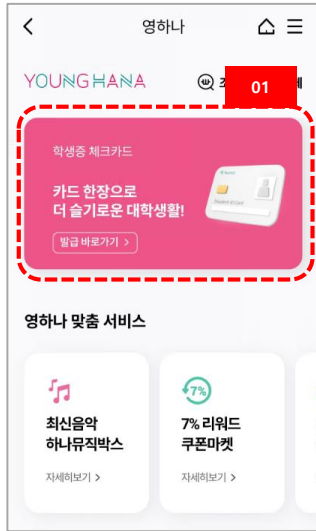 영하나
YOUNG HANA
01
학생증 체크카드
카드 한장으로
더 슬기로운 대학생활!
발급 바로가기 >
영하나 맞춤 서비스
최신음악
하나뮤직박스
자세히보기 >
7%
7% 리워드
쿠폰마켓
자세히보기 >